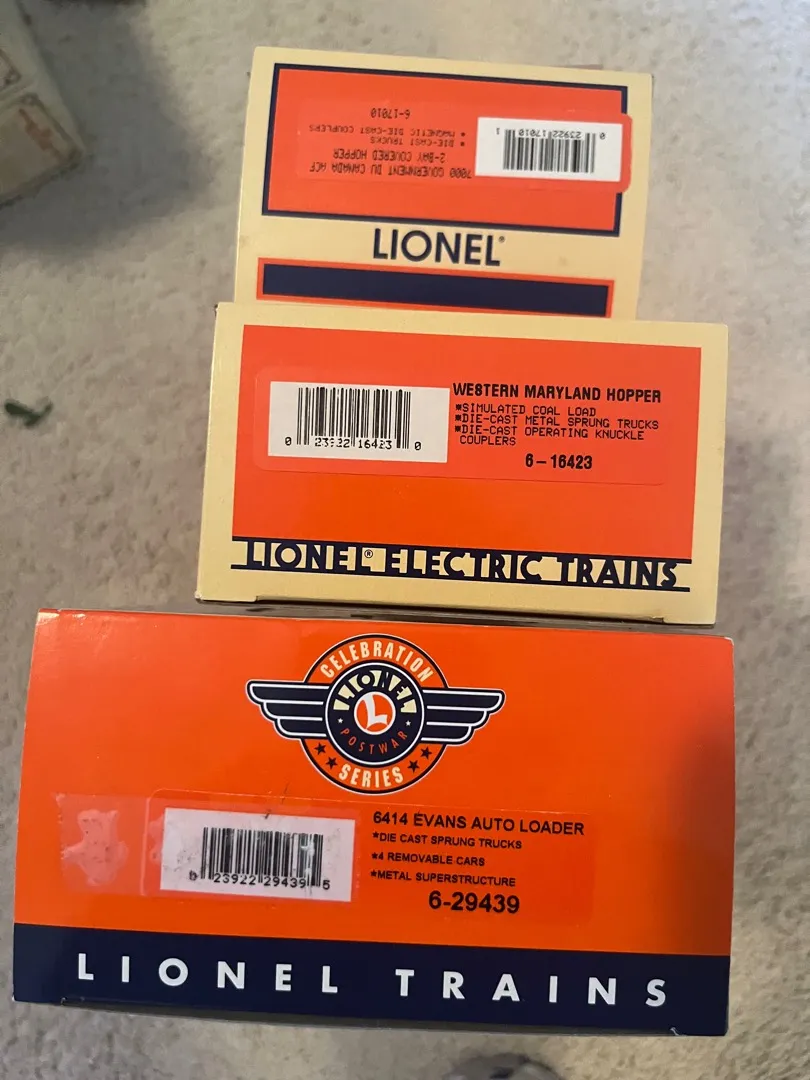 7000 GOVERNMENT DU CANADA ACF
2-BAY COVERED HOPPER
* DIE-CAST TRUCKS
* MAGNETIC DIE-CAST COUPLERS
6-17010
0 23922 17010 1
LIONEL®
WESTERN MARYLAND HOPPER
*SIMULATED COAL LOAD
*DIE-CAST METAL SPRUNG TRUCKS
*DIE-CAST OPERATING KNUCKLE
COUPLERS
6-16423
0 23922 16423 0
LIONEL® ELECTRIC TRAINS
CELEBRATION
LIONEL
L
POSTWAR
SERIES
6414 EVANS AUTO LOADER
*DIE CAST SPRUNG TRUCKS
*4 REMOVABLE CARS
*METAL SUPERSTRUCTURE
6-29439
0 23922 29439 5
LIONEL TRAINS